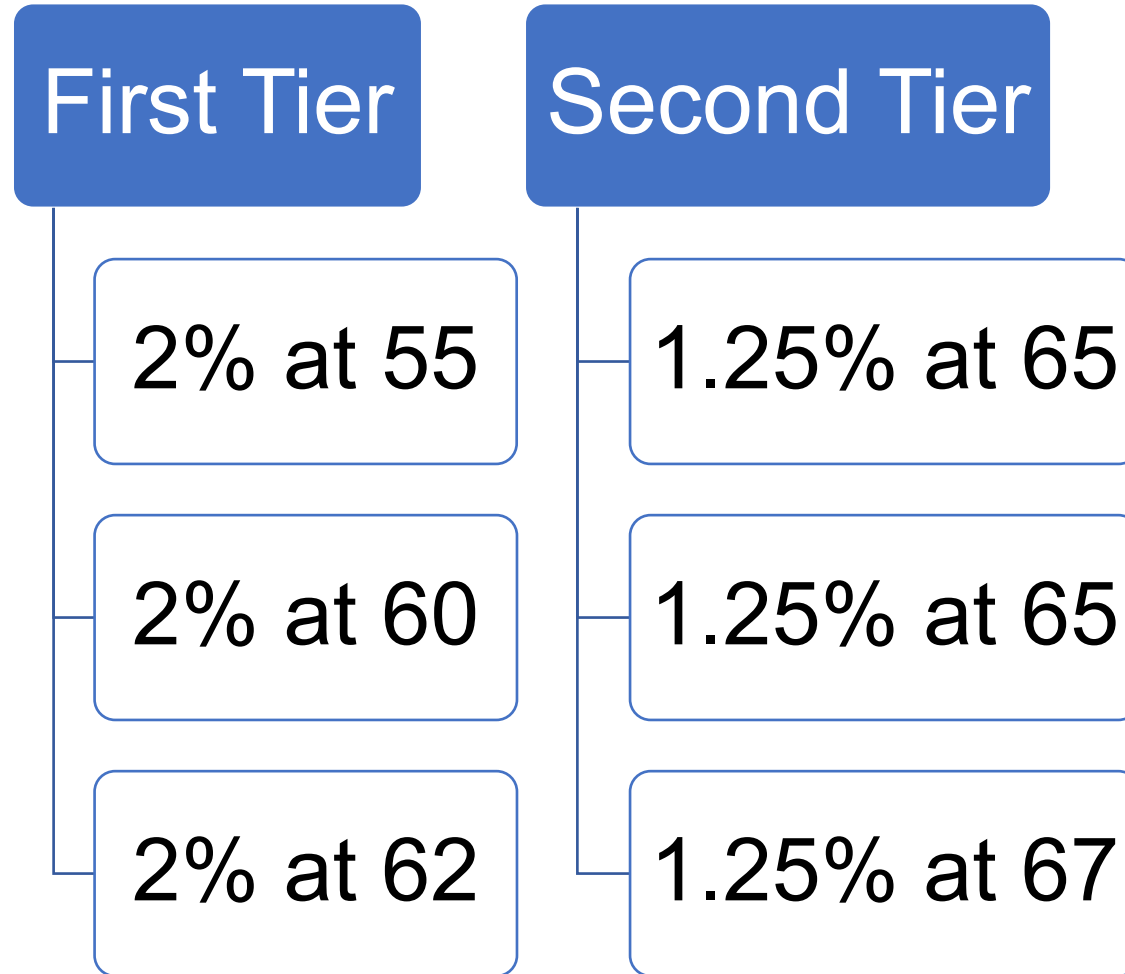 First Tier
2% at 55
2% at 60
2% at 62
Second Tier
1.25% at 65
1.25% at 65
1.25% at 67